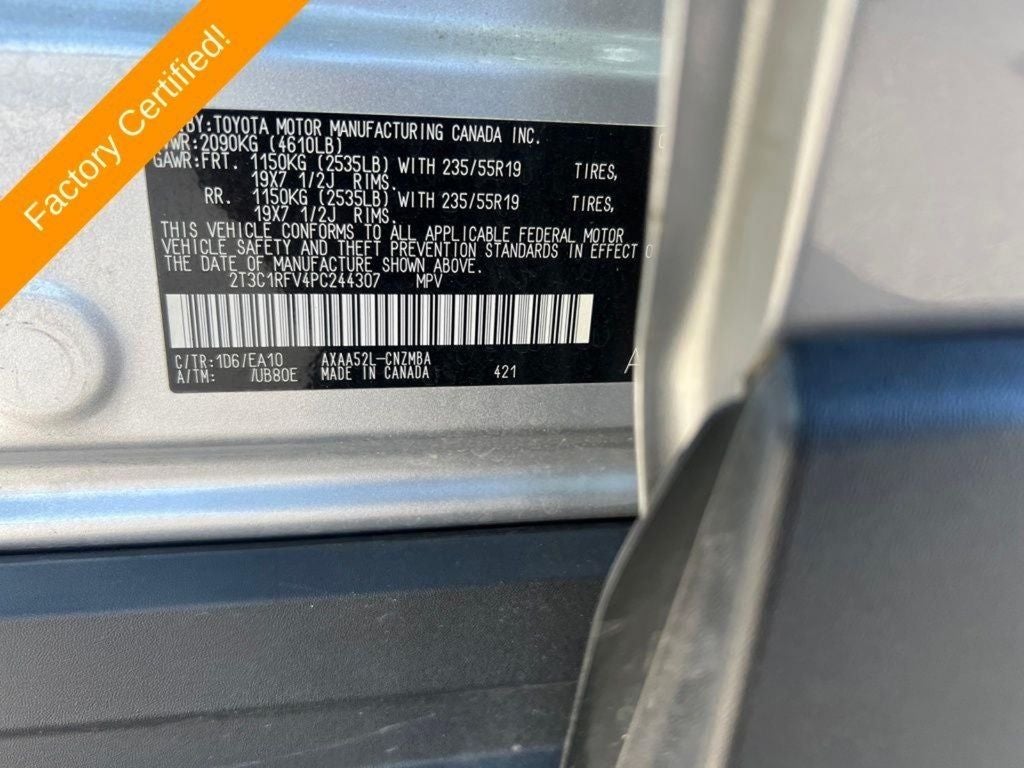 Factory Certified!
BY:TOYOTA MOTOR MANUFACTURING CANADA INC.
:2090KG (4610LB)
GAWR:FRT. 1150KG (2535LB) WITH 235/55R19 TIRES,
19X7 1/2J RIMS.
RR. 1150KG (2535LB) WITH 235/55R19 TIRES,
19X7 1/2J RIMS.
THIS VEHICLE CONFORMS TO ALL APPLICABLE FEDERAL MOTOR
VEHICLE SAFETY AND THEFT PREVENTION STANDARDS IN EFFECT
THE DATE OF MANUFACTURE SHOWN ABOVE.
2T3C1RFV4PC244307 MPV
C/TR:1D6/EA10 AXAA52L-CNZMBA
A/TM: /UB80E MADE IN CANADA 421